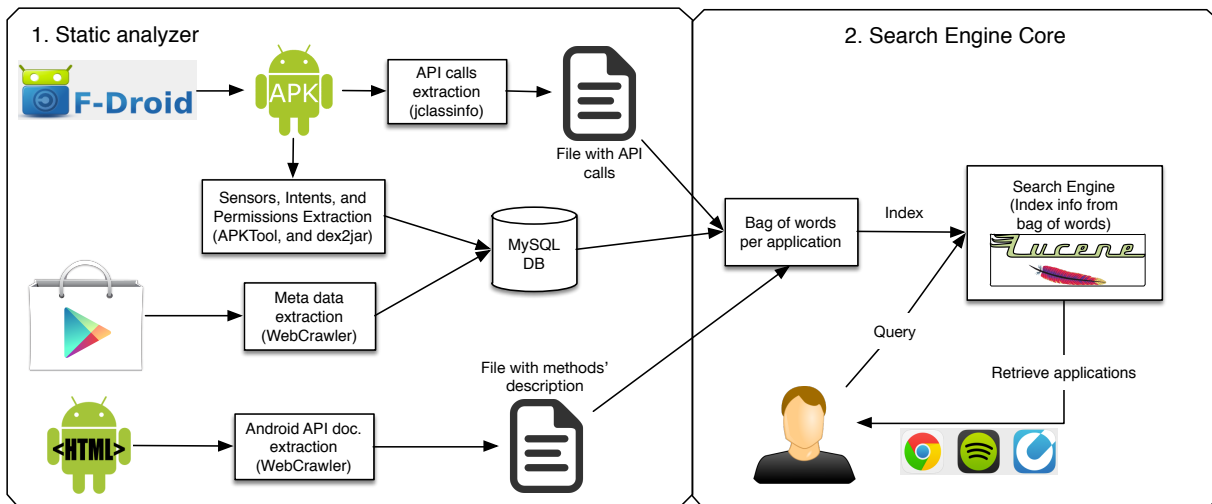 1. Static analyzer
2. Search Engine Core
F-Droid
APK
API calls
extraction
(jclassinfo)
File with API
calls
Sensors, Intents, and
Permissions Extraction
(APKTool, and dex2jar)
MySQL
DB
Bag of words
per application
Index
Search Engine
(Index info from
bag of words)
Lucene
Meta data
extraction
(WebCrawler)
Query
Retrieve applications
File with methods'
description
<HTML>
Android API doc.
extraction
(WebCrawler)